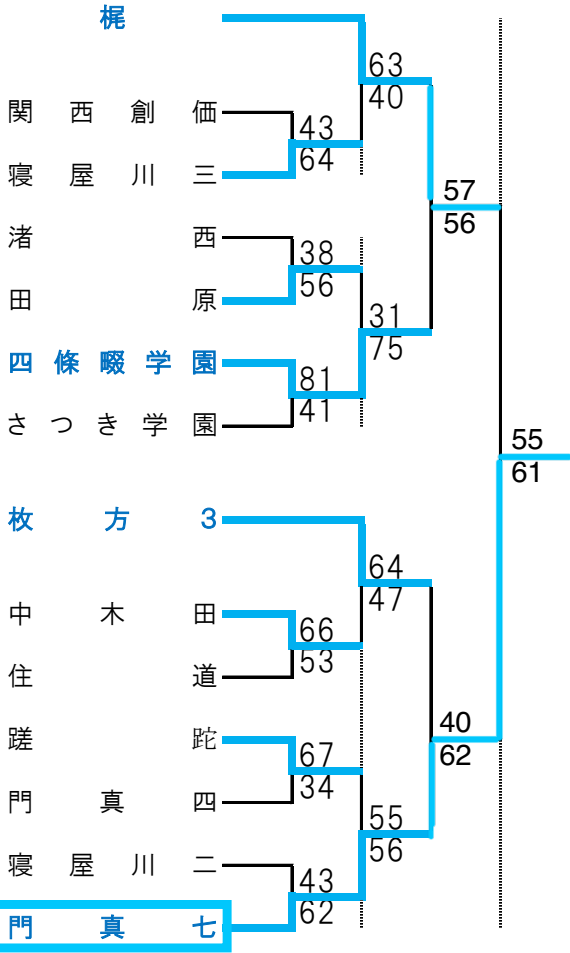 梶
63
40
関西創価
43
64
寝屋川三
57
56
渚西
38
56
田原
31
75
四條畷学園
81
41
さつき学園
55
61
枚方3
64
47
中木田
66
53
住道
40
62
蹉跎
67
34
門真四
55
56
寝屋川二
43
62
門真七